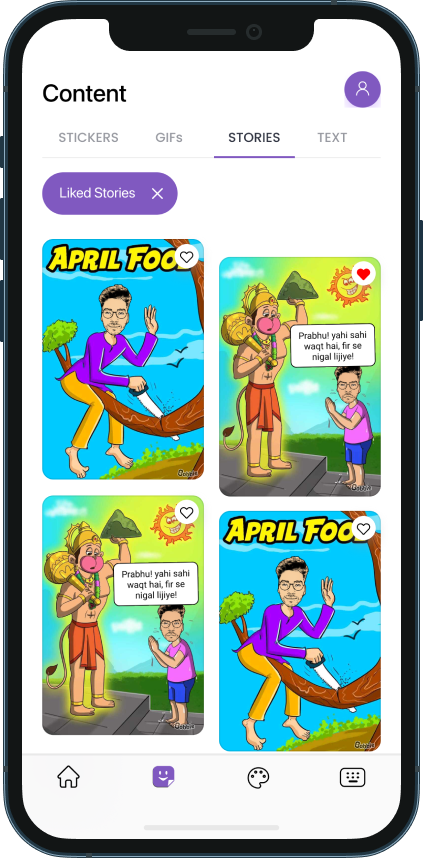 Content
STICKERS GIFs STORIES TEXT
Liked Stories
APRIL FOO
Prabhu! yahi sahi
waqt hai, fir se
nigal lijiye!
Prabhu! yahi sahi
waqt hai, fir se
nigal lijiye!
APRIL FOO